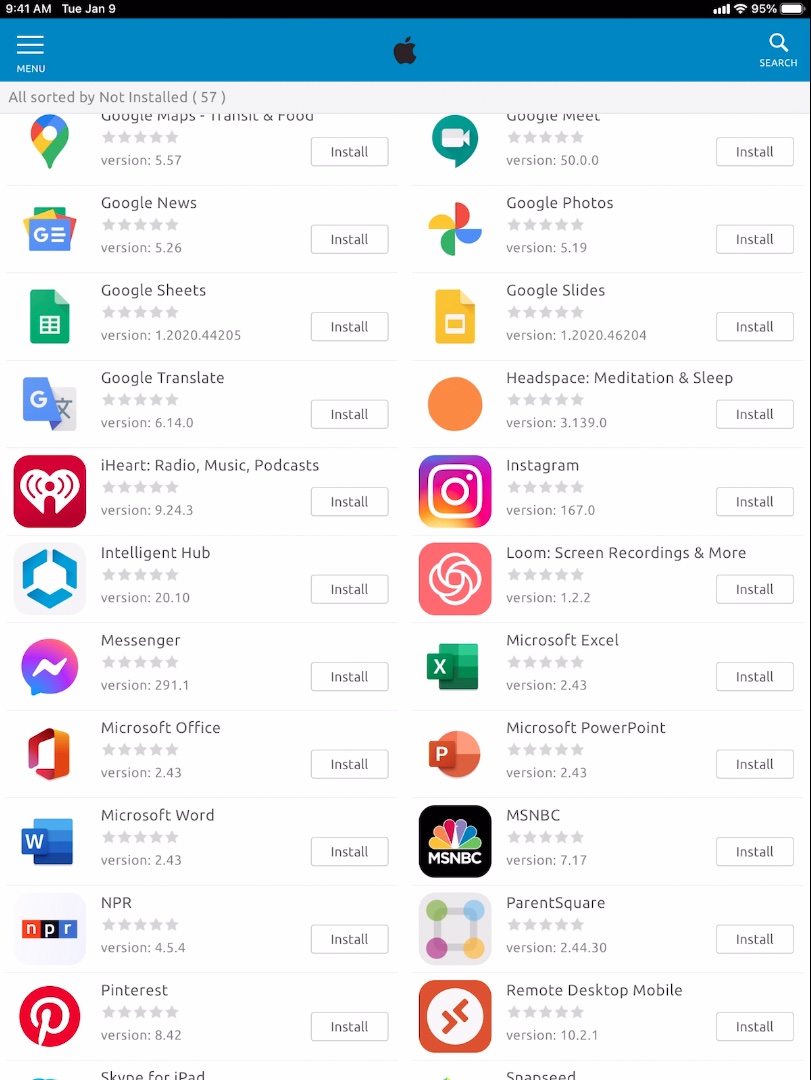 9:41 AM Tue Jan 9 95%
MENU
SEARCH
All sorted by Not Installed ( 57 )
Google Maps - Transit & Food
version: 5.57
Install
Google Meet
version: 50.0.0
Install
Google News
version: 5.26
Install
Google Photos
version: 5.19
Install
Google Sheets
version: 1.2020.44205
Install
Google Slides
version: 1.2020.46204
Install
Google Translate
version: 6.14.0
Install
Headspace: Meditation & Sleep
version: 3.139.0
Install
iHeart: Radio, Music, Podcasts
version: 9.24.3
Install
Instagram
version: 167.0
Install
Intelligent Hub
version: 20.10
Install
Loom: Screen Recordings & More
version: 1.2.2
Install
Messenger
version: 291.1
Install
Microsoft Excel
version: 2.43
Install
Microsoft Office
version: 2.43
Install
Microsoft PowerPoint
version: 2.43
Install
Microsoft Word
version: 2.43
Install
MSNBC
MSNBC
version: 7.17
Install
NPR
npr
version: 4.5.4
Install
ParentSquare
version: 2.44.30
Install
Pinterest
version: 8.42
Install
Remote Desktop Mobile
version: 10.2.1
Install
Skype for iPad
Snapseed